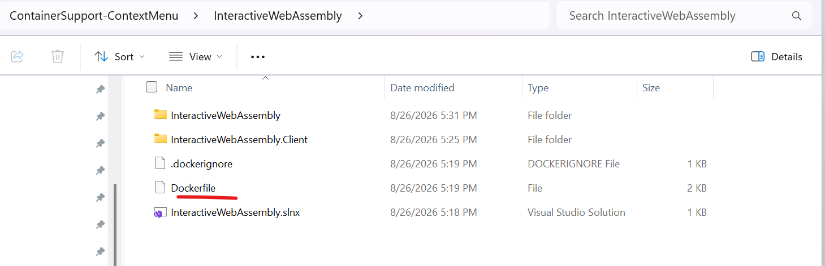 ContainerSupport-ContextMenu > InteractiveWebAssembly > Search InteractiveWebAssembly
Sort View ... Details
Name Date modified Type Size
InteractiveWebAssembly 8/26/2026 5:31 PM File folder
InteractiveWebAssembly.Client 8/26/2026 5:25 PM File folder
.dockerignore 8/26/2026 5:19 PM DOCKERIGNORE File 1 KB
Dockerfile 8/26/2026 5:19 PM File 2 KB
InteractiveWebAssembly.slnx 8/26/2026 5:18 PM Visual Studio Solution 1 KB